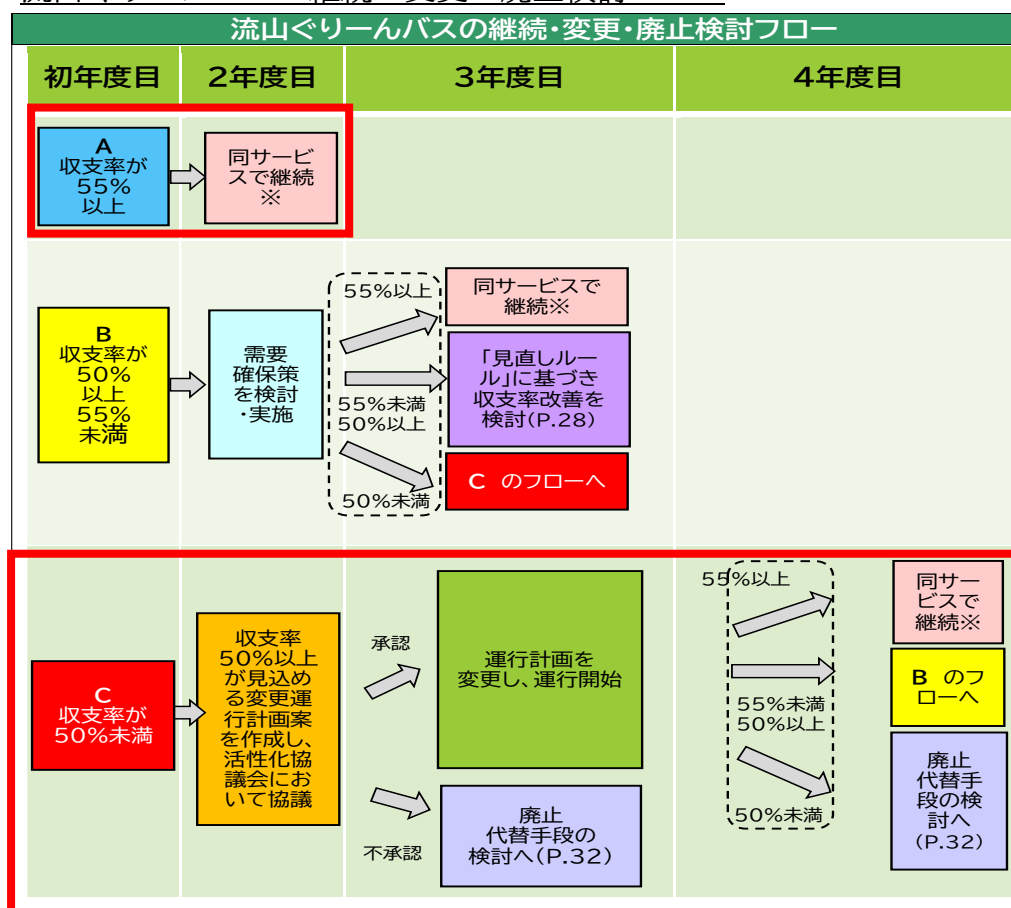 流山ぐりーんバスの継続・変更・廃止検討フロー
初年度目
2年度目
3年度目
4年度目
A
収支率が
55%
以上
同サービ
スで継続
※
B
収支率が
50%
以上
55%
未満
需要
確保策
を検討
・実施
55%以上
55%未満
50%以上
50%未満
同サービスで
継続※
「見直しルー
ル」に基づき
収支率改善を
検討(P.28)
C のフローへ
C
収支率が
50%未満
収支率
50%以上
が見込め
る変更運
行計画案
を作成し、
活性化協
議会にお
いて協議
承認
不承認
運行計画を
変更し、運行開始
廃止
代替手段の
検討へ(P.32)
55%以上
55%未満
50%以上
50%未満
同サー
ビスで
継続※
B のフ
ローへ
廃止
代替手
段の検
討へ
(P.32)